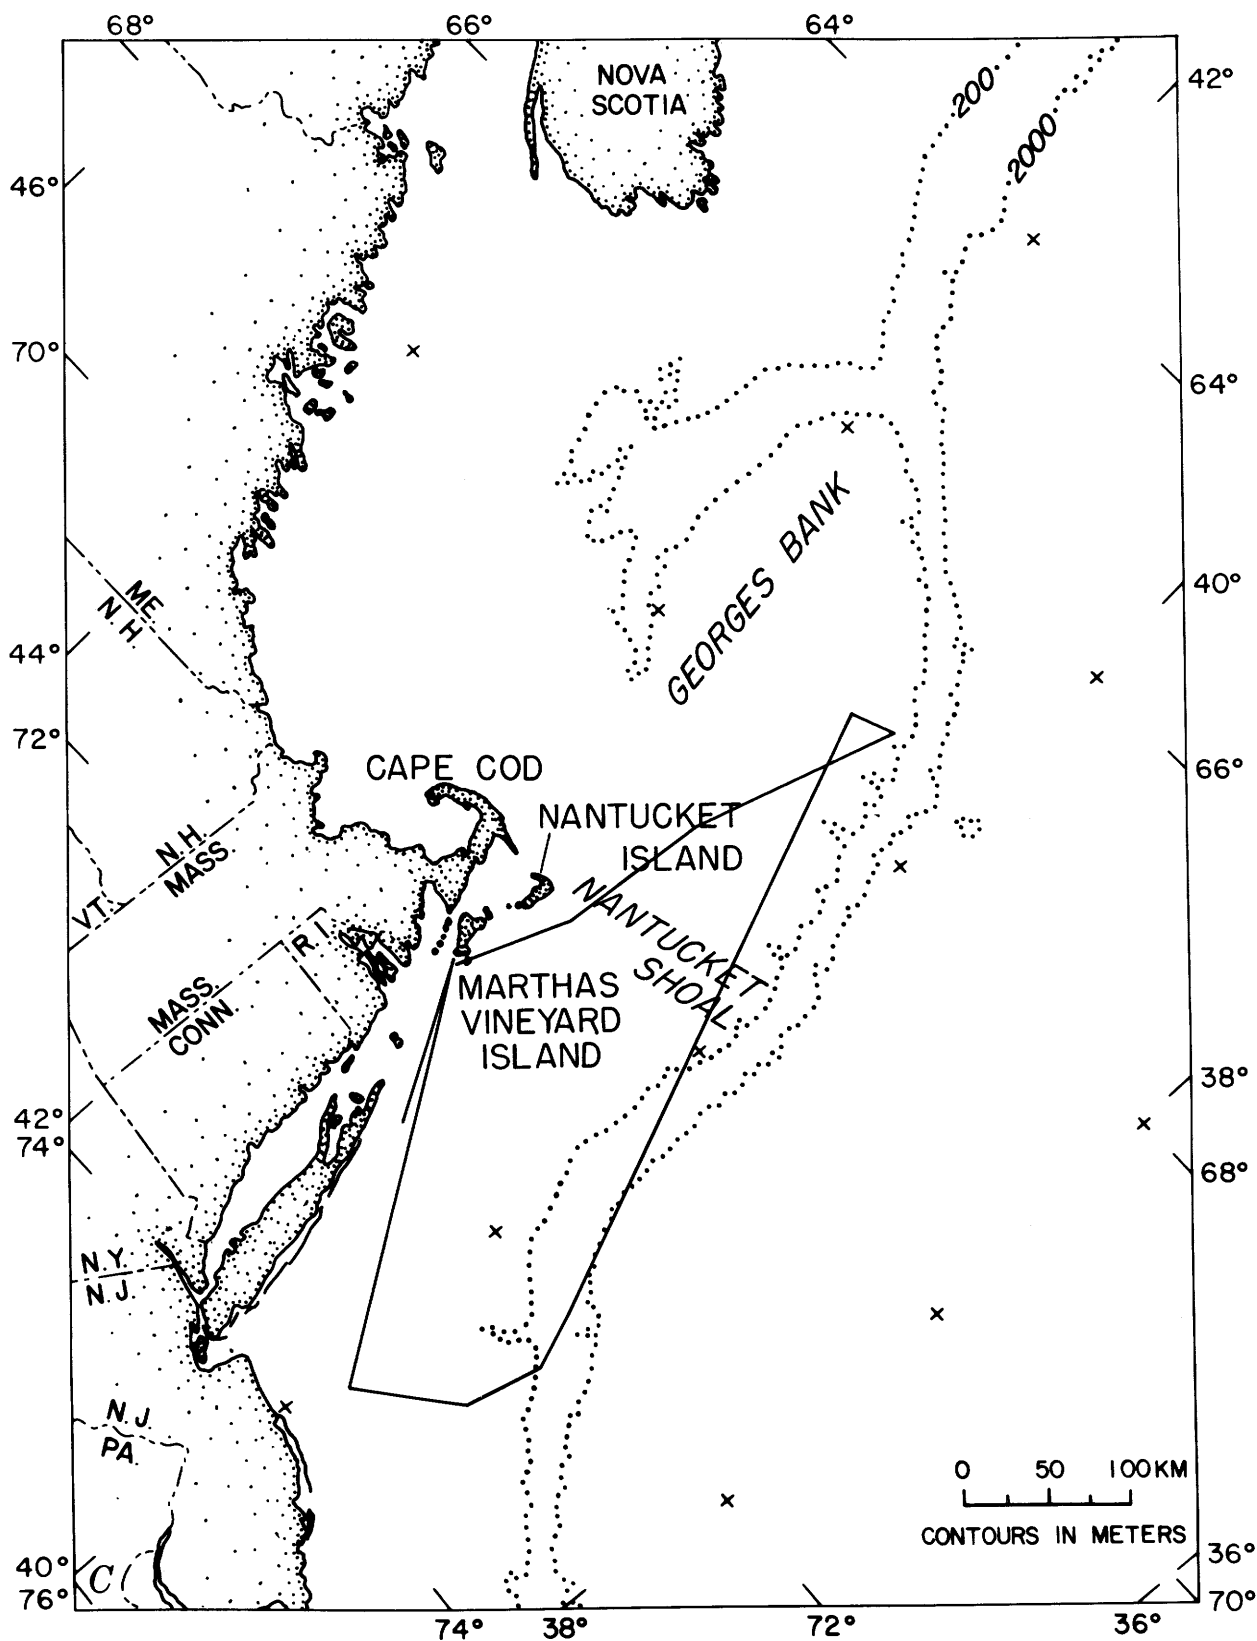 68°
66°
64°
NOVA
SCOTIA
200
2000
42°
46°
70°
64°
GEORGES BANK
ME
N. H.
40°
44°
72°
66°
CAPE COD
NANTUCKET
ISLAND
N. H
MASS
VT.
NANTUCKET
SHOAL
R I
MARTHAS
VINEYARD
ISLAND
MASS.
CONN
38°
42°
74°
68°
N.Y.
N J
N. J.
PA.
0 50 100 KM
CONTOURS IN METERS
40°
76°
C
36°
70°
74°
38°
72°
36°